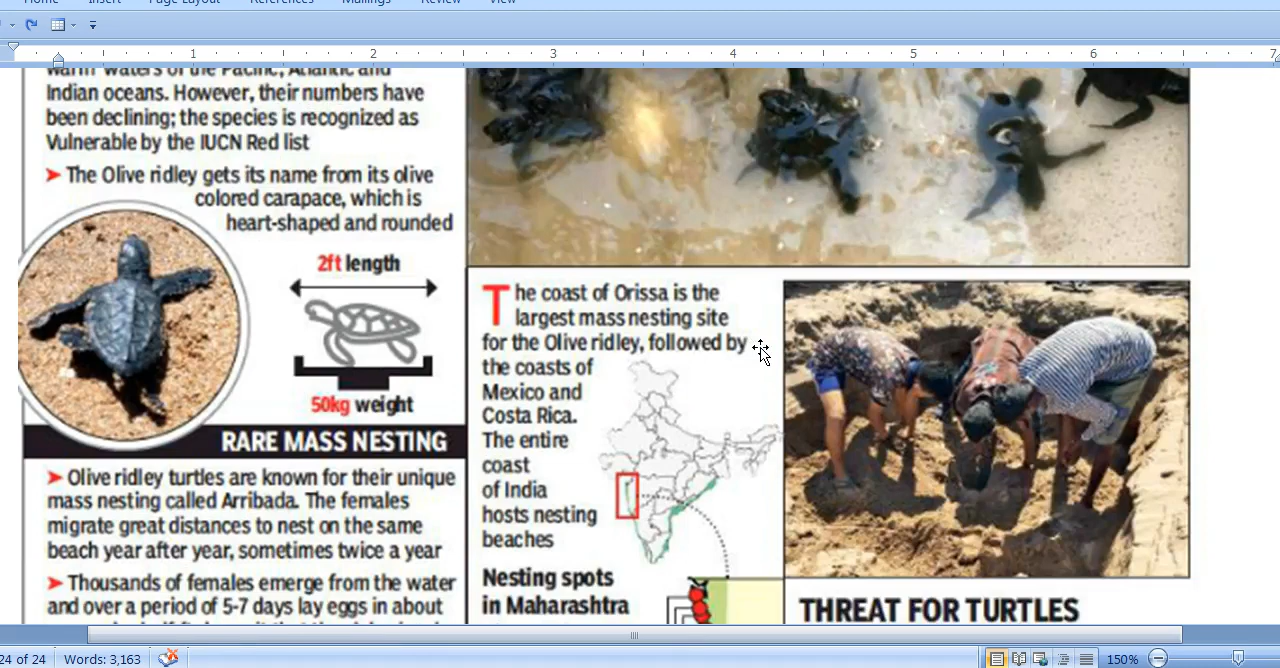 Home Insert Page Layout References Mailings Review View
1 2 3 4 5 6 7
warm waters of the Pacific, Atlantic and
Indian oceans. However, their numbers have
been declining; the species is recognized as
Vulnerable by the IUCN Red list
➤ The Olive ridley gets its name from its olive
colored carapace, which is
heart-shaped and rounded
2ft length
50kg weight
RARE MASS NESTING
➤ Olive ridley turtles are known for their unique
mass nesting called Arribada. The females
migrate great distances to nest on the same
beach year after year, sometimes twice a year
➤ Thousands of females emerge from the water
and over a period of 5-7 days lay eggs in about
The coast of Orissa is the
largest mass nesting site
for the Olive ridley, followed by
the coasts of
Mexico and
Costa Rica.
The entire
coast
of India
hosts nesting
beaches
Nesting spots
in Maharashtra
THREAT FOR TURTLES
24 of 24 Words: 3,163 150%